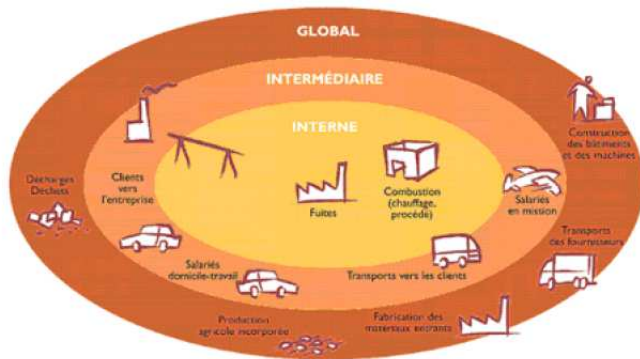 GLOBAL
INTERMÉDIAIRE
INTERNE
Construction
des bâtiments
et des machines
Décharges
Déchets
Clients
vers
l'entreprise
Fuites
Combustion
(chauffage,
procédé)
Salariés
en mission
Transports
des fournisseurs
Salariés
domicile-travail
Transports vers les clients
Production
agricole incorporée
Fabrication des
matériaux entrants